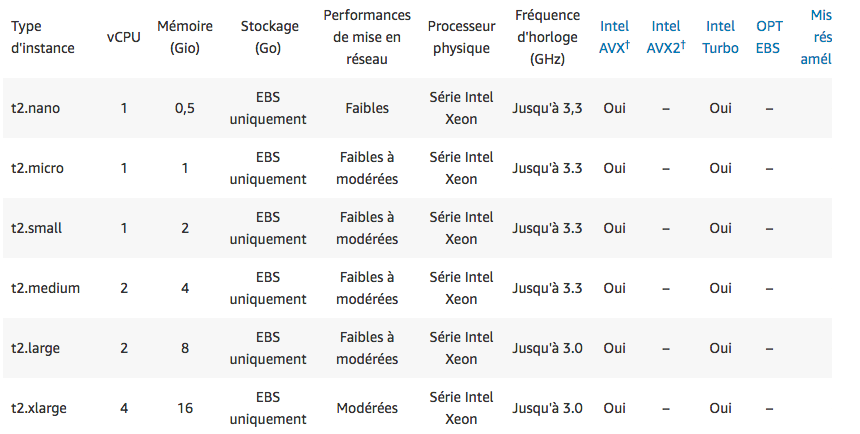 Type d'instance vCPU Mémoire (Gio) Stockage (Go) Performances de mise en réseau Processeur physique Fréquence d'horloge (GHz) Intel AVX† Intel AVX2† Intel Turbo OPT EBS Mis rés amél
t2.nano 1 0,5 EBS uniquement Faibles Série Intel Xeon Jusqu'à 3,3 Oui – Oui –
t2.micro 1 1 EBS uniquement Faibles à modérées Série Intel Xeon Jusqu'à 3.3 Oui – Oui –
t2.small 1 2 EBS uniquement Faibles à modérées Série Intel Xeon Jusqu'à 3.3 Oui – Oui –
t2.medium 2 4 EBS uniquement Faibles à modérées Série Intel Xeon Jusqu'à 3.3 Oui – Oui –
t2.large 2 8 EBS uniquement Faibles à modérées Série Intel Xeon Jusqu'à 3.0 Oui – Oui –
t2.xlarge 4 16 EBS uniquement Modérées Série Intel Xeon Jusqu'à 3.0 Oui – Oui –